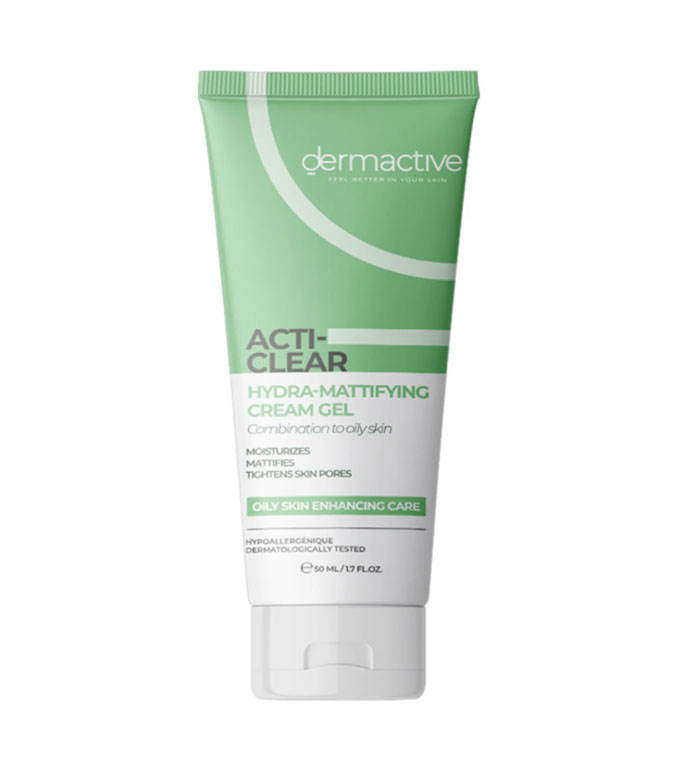 dermactive
FEEL BETTER IN YOUR SKIN
ACTI-
CLEAR
HYDRA-MATTIFYING
CREAM GEL
Combination to oily skin
MOISTURIZES
MATTIFIES
TIGHTENS SKIN PORES
OILY SKIN ENHANCING CARE
HYPOALLERGÉNIQUE
DERMATOLOGICALLY TESTED
℮50 ML/1.7 FL.OZ.